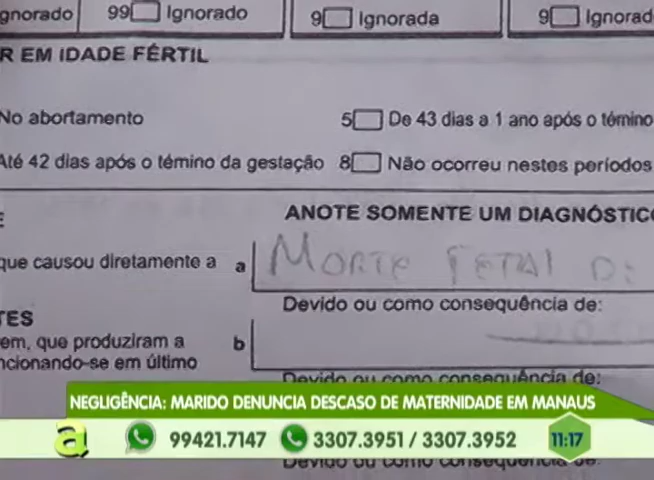 gnorado 99 Ignorado 9 Ignorada 9 Ignorad
R EM IDADE FÉRTIL
No abortamento 5 De 43 dias a 1 ano após o témino
Até 42 dias após o témino da gestação 8 Não ocorreu nestes períodos
E ANOTE SOMENTE UM DIAGNÓSTICO
que causou diretamente a a MORTE FETAL
Devido ou como consequência de:
TES
em, que produziram a b
ncionando-se em último
Devido ou como consequência de:
NEGLIGÊNCIA: MARIDO DENUNCIA DESCASO DE MATERNIDADE EM MANAUS
a 99421.7147 3307.3951 / 3307.3952 11:17
Devido ou como consequência de: